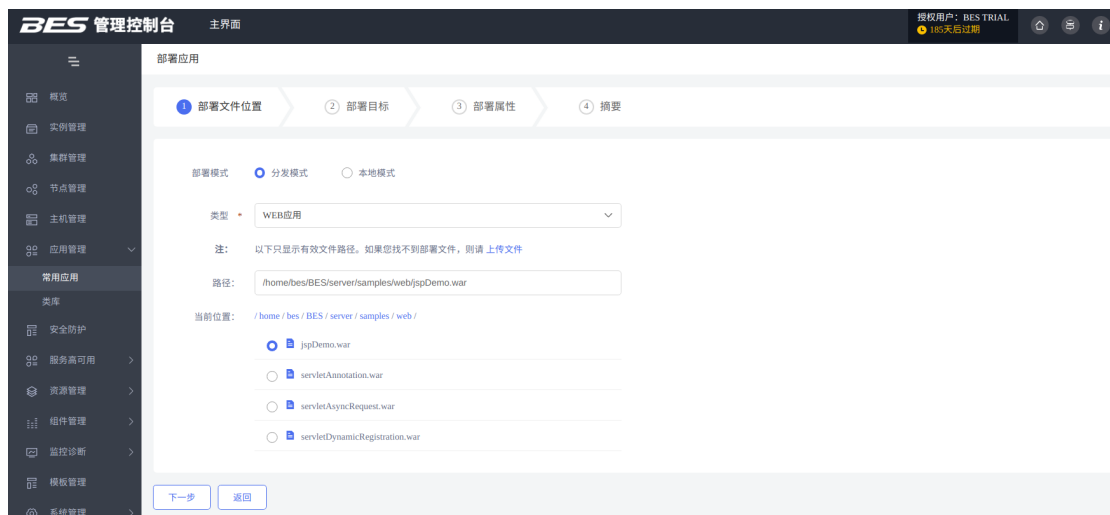 BES 管理控制台
主界面
授权用户：BES TRIAL
185天后过期
部署应用
概览
实例管理
集群管理
节点管理
主机管理
应用管理
常用应用
类库
安全防护
服务高可用
资源管理
组件管理
监控诊断
模板管理
系统管理
1 部署文件位置
2 部署目标
3 部署属性
4 摘要
部署模式 分发模式 本地模式
类型 * WEB应用
注： 以下只显示有效文件路径。如果您找不到部署文件，则请 上传文件
路径： /home/bes/BES/server/samples/web/jspDemo.war
当前位置： / home / bes / BES / server / samples / web /
jspDemo.war
servletAnnotation.war
servletAsyncRequest.war
servletDynamicRegistration.war
下一步 返回